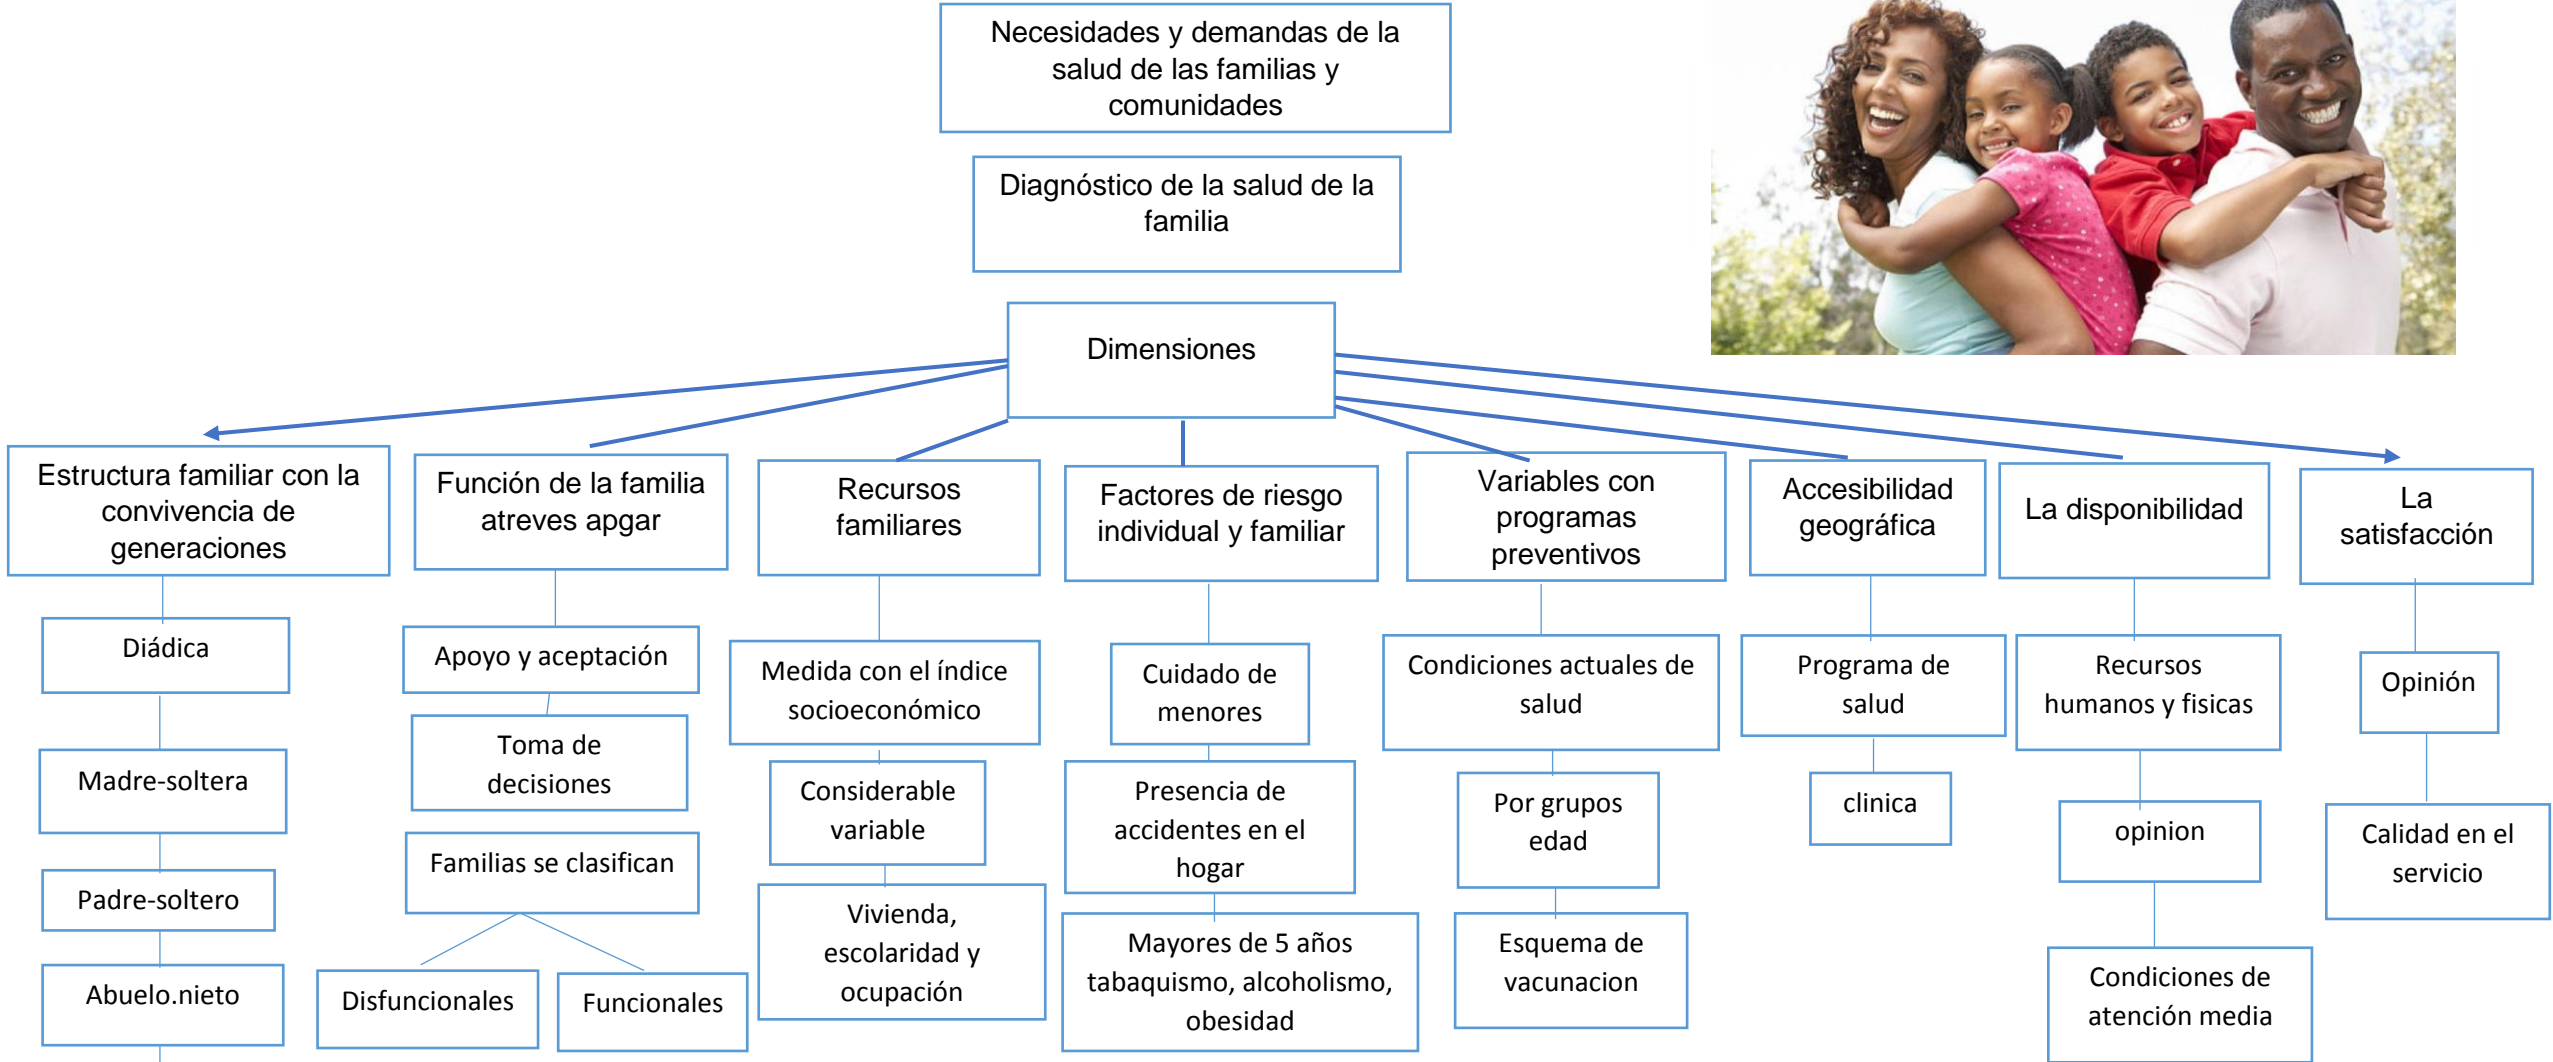 Necesidades y demandas de la
salud de las familias y
comunidades
Diagnóstico de la salud de la
familia
Dimensiones
Estructura familiar con la
convivencia de
generaciones
Diádica
Madre-soltera
Padre-soltero
Abuelo.nieto
Función de la familia
atreves apgar
Apoyo y aceptación
Toma de
decisiones
Familias se clasifican
Disfuncionales
Funcionales
Recursos
familiares
Medida con el índice
socioeconómico
Considerable
variable
Vivienda,
escolaridad y
ocupación
Factores de riesgo
individual y familiar
Cuidado de
menores
Presencia de
accidentes en el
hogar
Mayores de 5 años
tabaquismo, alcoholismo,
obesidad
Variables con
programas
preventivos
Condiciones actuales de
salud
Por grupos
edad
Esquema de
vacunacion
Accesibilidad
geográfica
Programa de
salud
clinica
La disponibilidad
Recursos
humanos y fisicas
opinion
Condiciones de
atención media
La
satisfacción
Opinión
Calidad en el
servicio